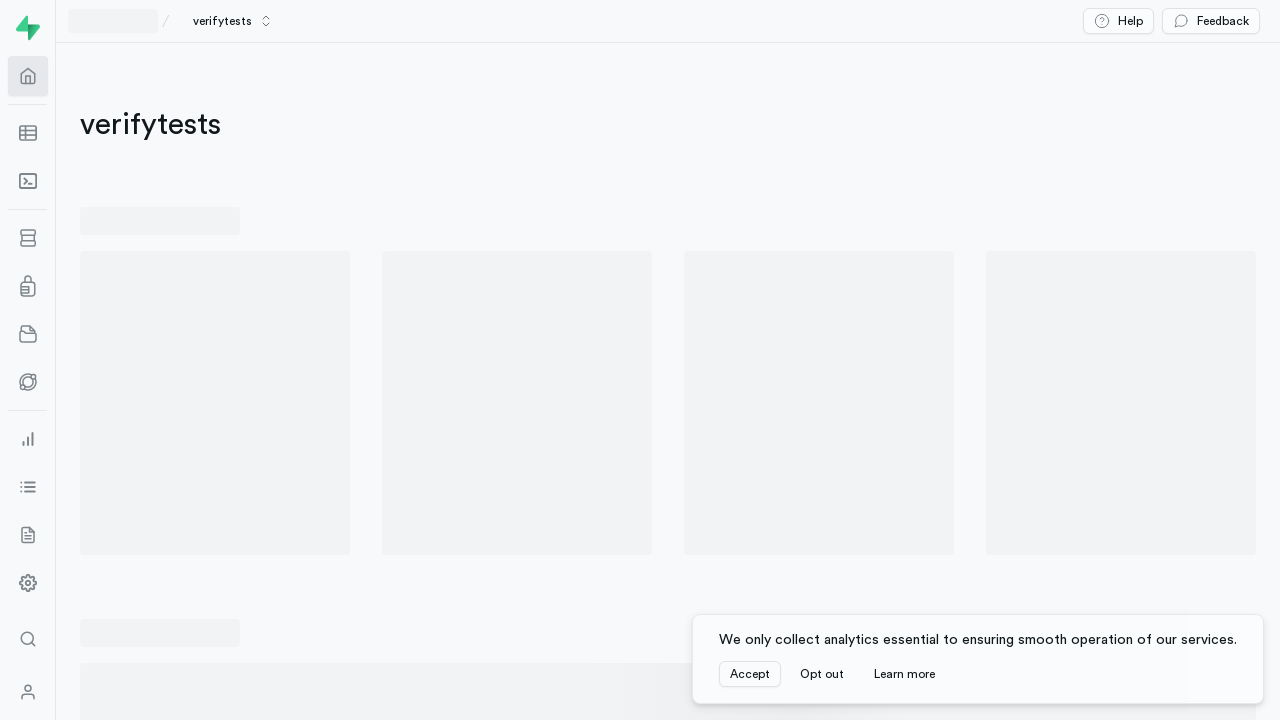 verifytests
Help
Feedback
verifytests
We only collect analytics essential to ensuring smooth operation of our services.
Accept
Opt out
Learn more